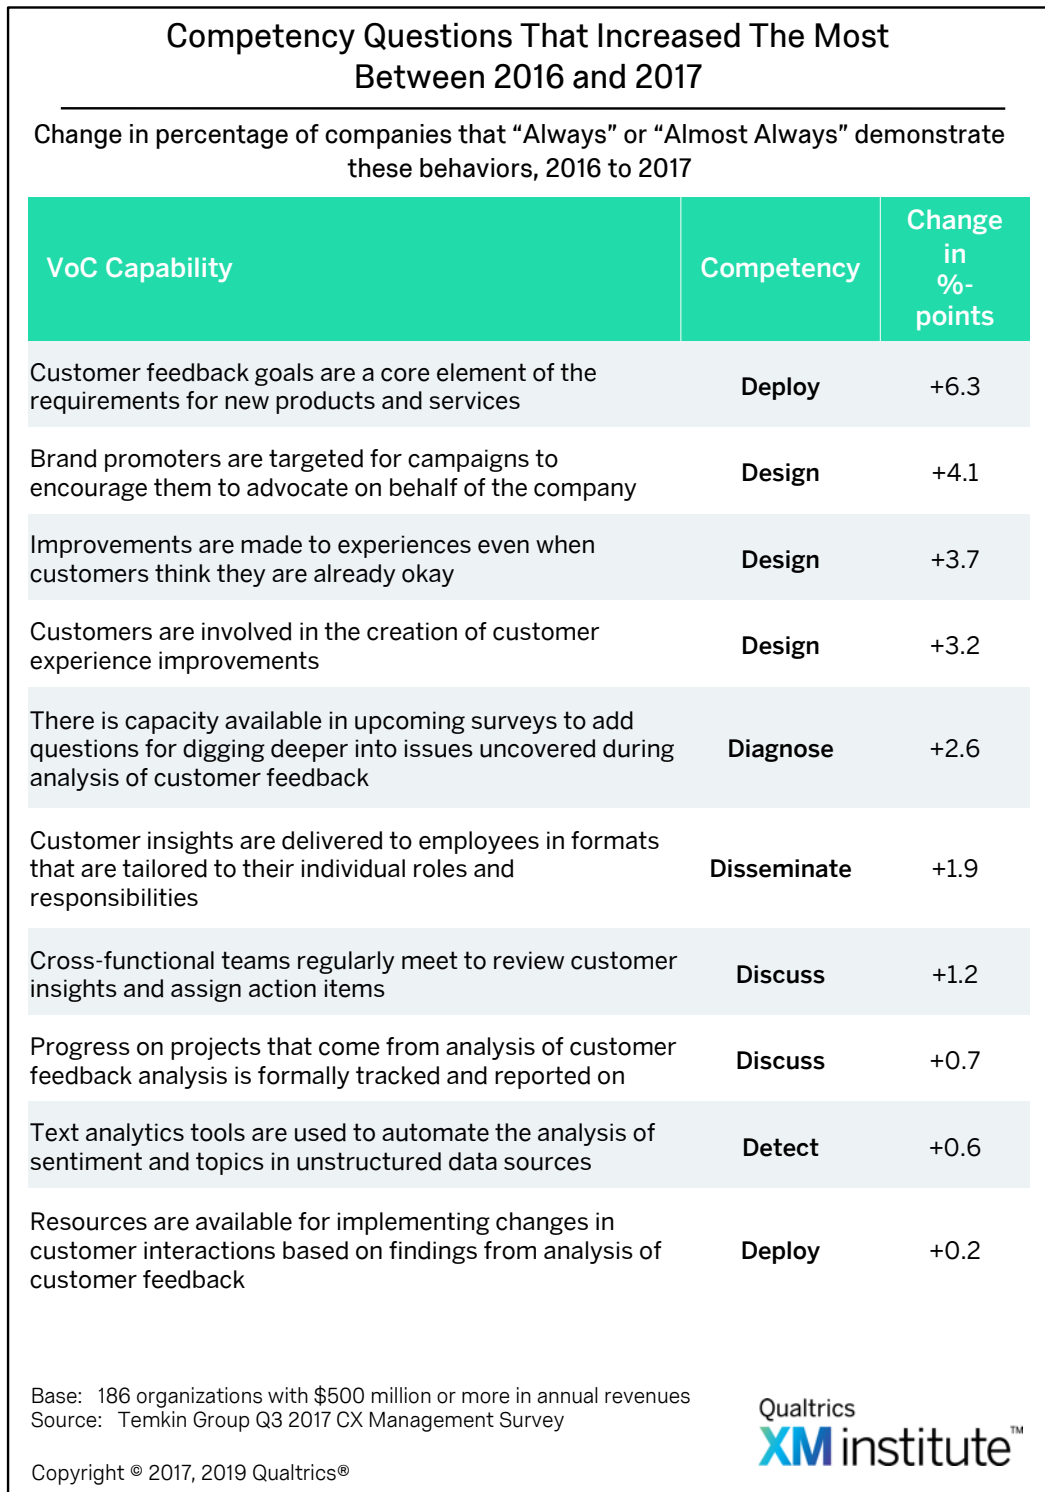 Competency Questions That Increased The Most
Between 2016 and 2017
Change in percentage of companies that “Always” or “Almost Always” demonstrate
these behaviors, 2016 to 2017
VoC Capability
Competency
Change
in
%-
points
Customer feedback goals are a core element of the
requirements for new products and services
Deploy
+6.3
Brand promoters are targeted for campaigns to
encourage them to advocate on behalf of the company
Design
+4.1
Improvements are made to experiences even when
customers think they are already okay
Design
+3.7
Customers are involved in the creation of customer
experience improvements
Design
+3.2
There is capacity available in upcoming surveys to add
questions for digging deeper into issues uncovered during
analysis of customer feedback
Diagnose
+2.6
Customer insights are delivered to employees in formats
that are tailored to their individual roles and
responsibilities
Disseminate
+1.9
Cross-functional teams regularly meet to review customer
insights and assign action items
Discuss
+1.2
Progress on projects that come from analysis of customer
feedback analysis is formally tracked and reported on
Discuss
+0.7
Text analytics tools are used to automate the analysis of
sentiment and topics in unstructured data sources
Detect
+0.6
Resources are available for implementing changes in
customer interactions based on findings from analysis of
customer feedback
Deploy
+0.2
Base: 186 organizations with $500 million or more in annual revenues
Source: Temkin Group Q3 2017 CX Management Survey
Copyright © 2017, 2019 Qualtrics®
Qualtrics
XM institute™